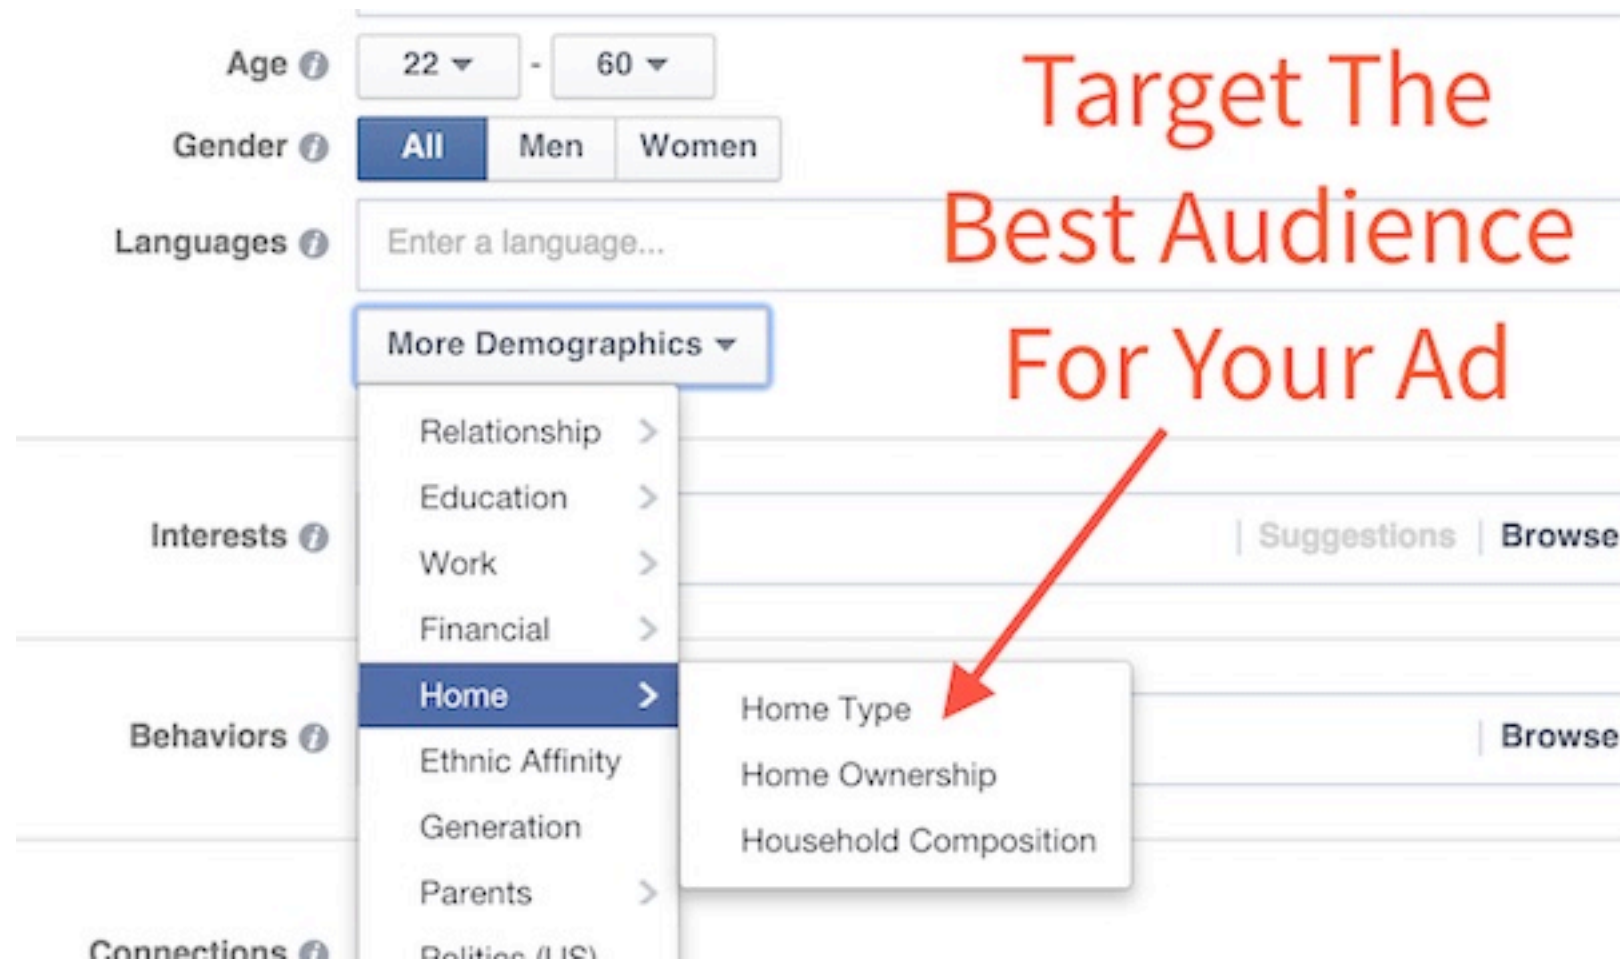 Age 22 - 60
Gender All Men Women
Languages Enter a language...
More Demographics
Target The
Best Audience
For Your Ad
Relationship
Education
Interests Suggestions Browse
Work
Financial
Home
Home Type
Behaviors Browse
Ethnic Affinity
Home Ownership
Generation
Household Composition
Parents
Connections Politics (US)